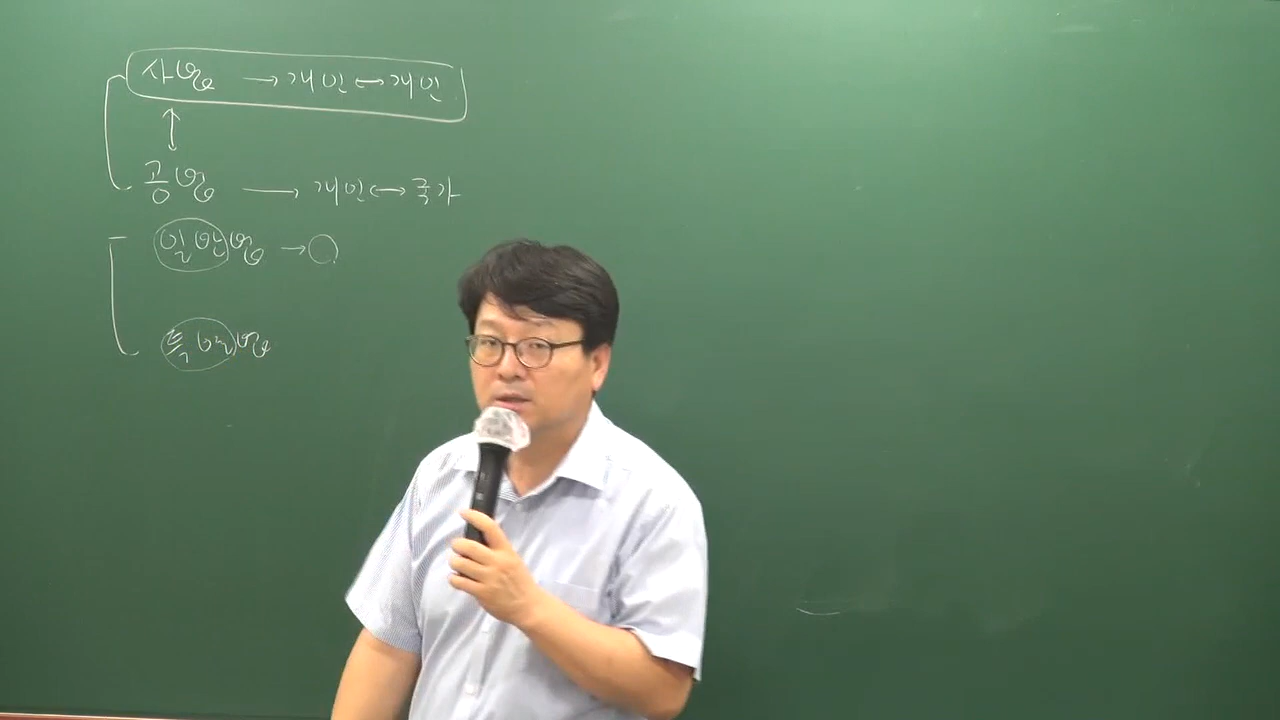 사법 → 개인 ↔ 개인
↕
공법 → 개인 ↔ 국가
일반법 → ○
특별법